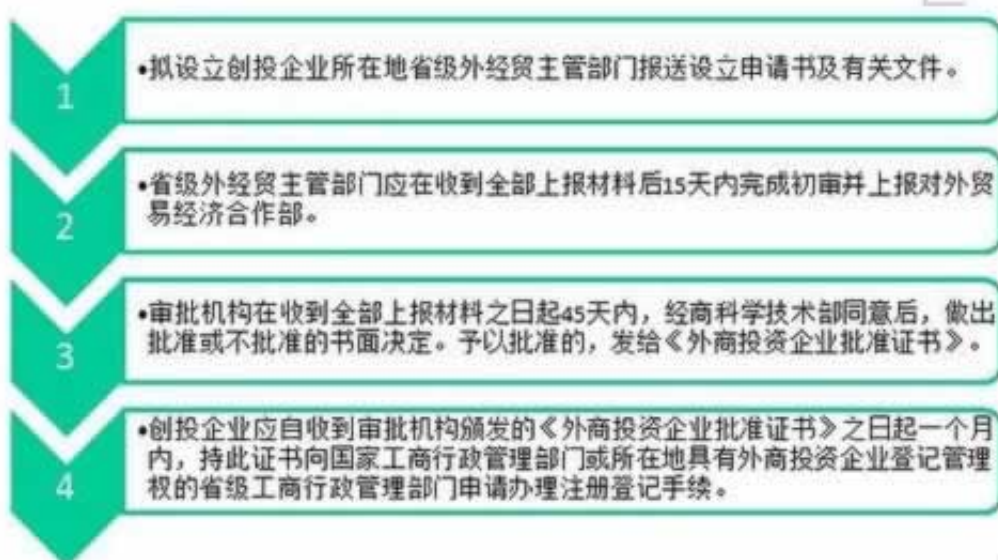 1
•拟设立创投企业所在地省级外经贸主管部门报送设立申请书及有关文件。
2
•省级外经贸主管部门应在收到全部上报材料后15天内完成初审并上报对外贸
易经济合作部。
3
•审批机构在收到全部上报材料之日起45天内，经商科学技术部同意后，做出
批准或不批准的书面决定。予以批准的，发给《外商投资企业批准证书》。
4
•创投企业应自收到审批机构颁发的《外商投资企业批准证书》之日起一个月
内，持此证书向国家工商行政管理部门或所在地具有外商投资企业登记管理
权的省级工商行政管理部门申请办理注册登记手续。